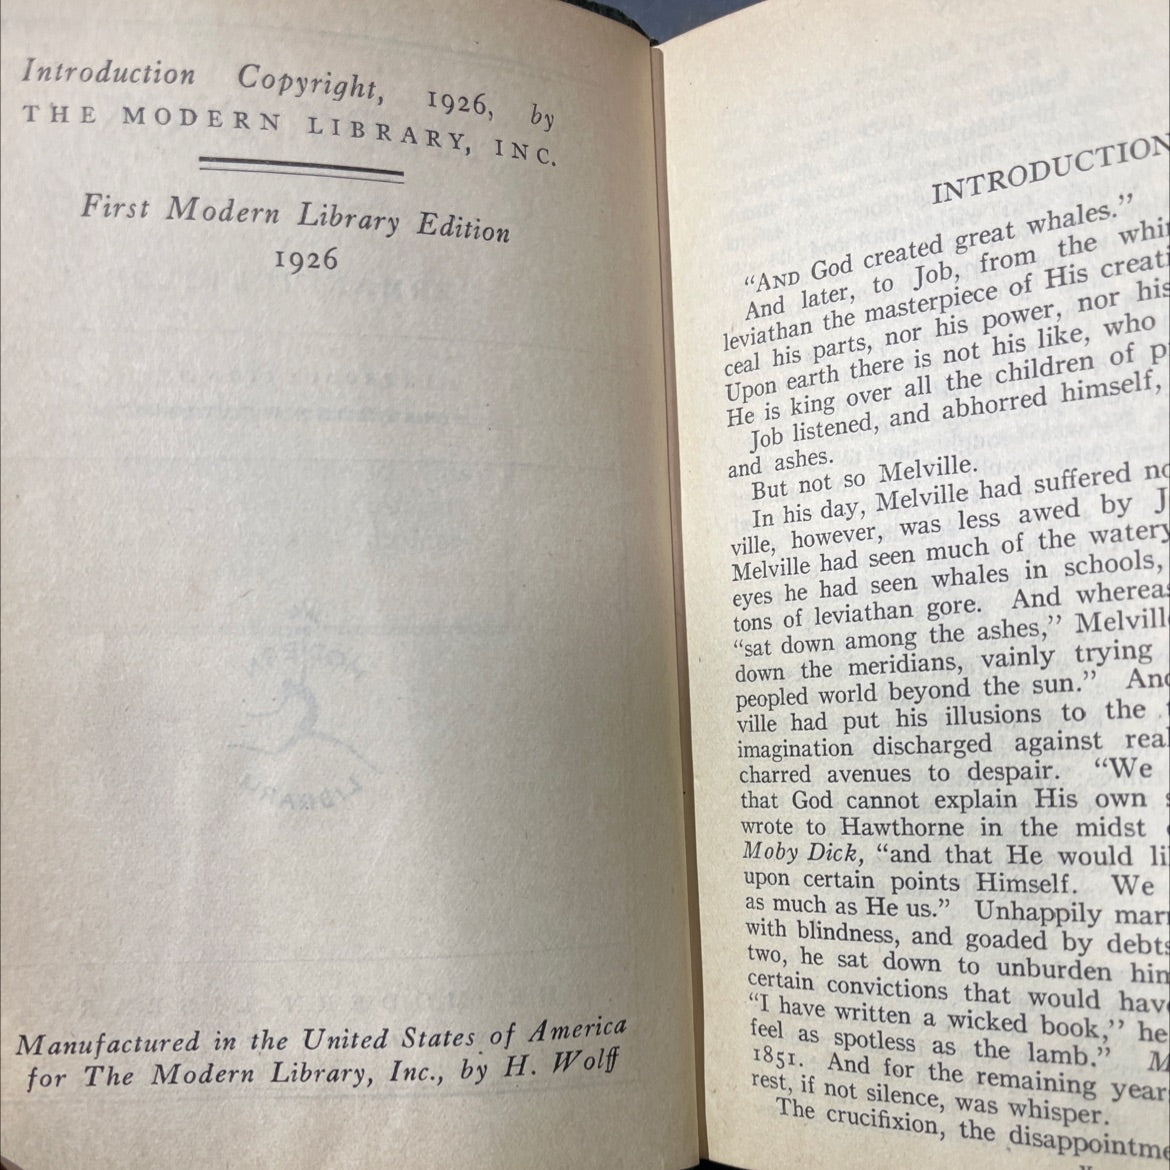 Introduction Copyright, 1926, by
THE MODERN LIBRARY, INC.
First Modern Library Edition
1926
Manufactured in the United States of America
for The Modern Library, Inc., by H. Wolff
INTRODUCTION
“AND God created great whales.”
And later, to Job, from the
leviathan the masterpiece of His
ceal his parts, nor his power, nor his
Upon earth there is not his like, who
He is king over all the children of
Job listened, and abhorred himself,
and ashes.
But not so Melville.
In his day, Melville had suffered
ville, however, was less awed by
Melville had seen much of the watery
eyes he had seen whales in schools,
tons of leviathan gore. And whereas
“sat down among the ashes,” Melville
down the meridians, vainly trying
peopled world beyond the sun.” And
ville had put his illusions to the
imagination discharged against
charred avenues to despair. “We
that God cannot explain His own
wrote to Hawthorne in the midst
Moby Dick, “and that He would
upon certain points Himself. We
as much as He us.” Unhappily
with blindness, and goaded by debts
two, he sat down to unburden
certain convictions that would have
“I have written a wicked book,” he
feel as spotless as the lamb.”
1851. And for the remaining
rest, if not silence, was whisper.
The crucifixion, the